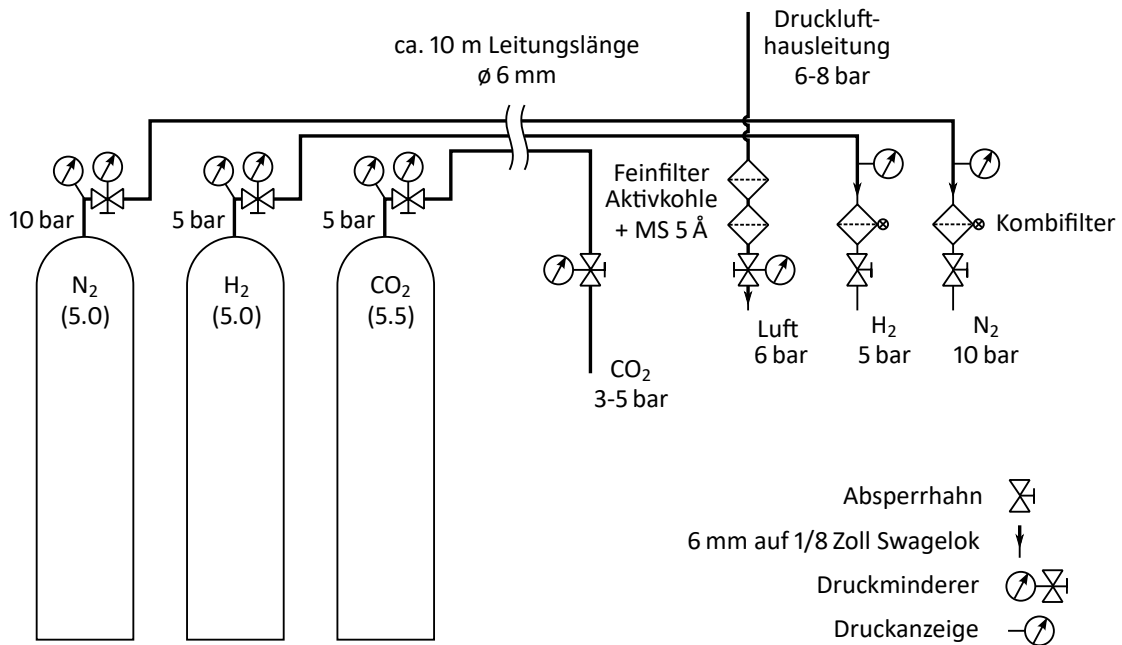 ca. 10 m Leitungslänge
ø 6 mm
Druckluft-
hausleitung
6-8 bar
10 bar
5 bar
5 bar
Feinfilter
Aktivkohle
+ MS 5 Å
Kombifilter
N₂
(5.0)
H₂
(5.0)
CO₂
(5.5)
CO₂
3-5 bar
Luft
6 bar
H₂
5 bar
N₂
10 bar
Absperrhahn
6 mm auf 1/8 Zoll Swagelok
Druckminderer
Druckanzeige